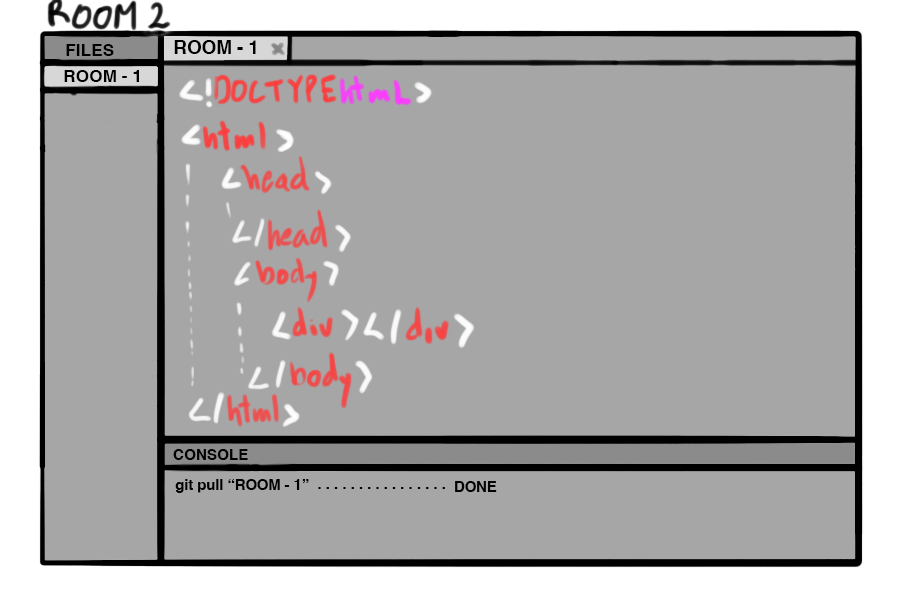 ROOM 2
FILES
ROOM - 1
ROOM - 1 ×
<!DOCTYPE htmL>
<html>
<head>
</head>
<body>
<div></div>
</body>
</html>
CONSOLE
git pull “ROOM - 1” . . . . . . . . . . . . . . . . DONE